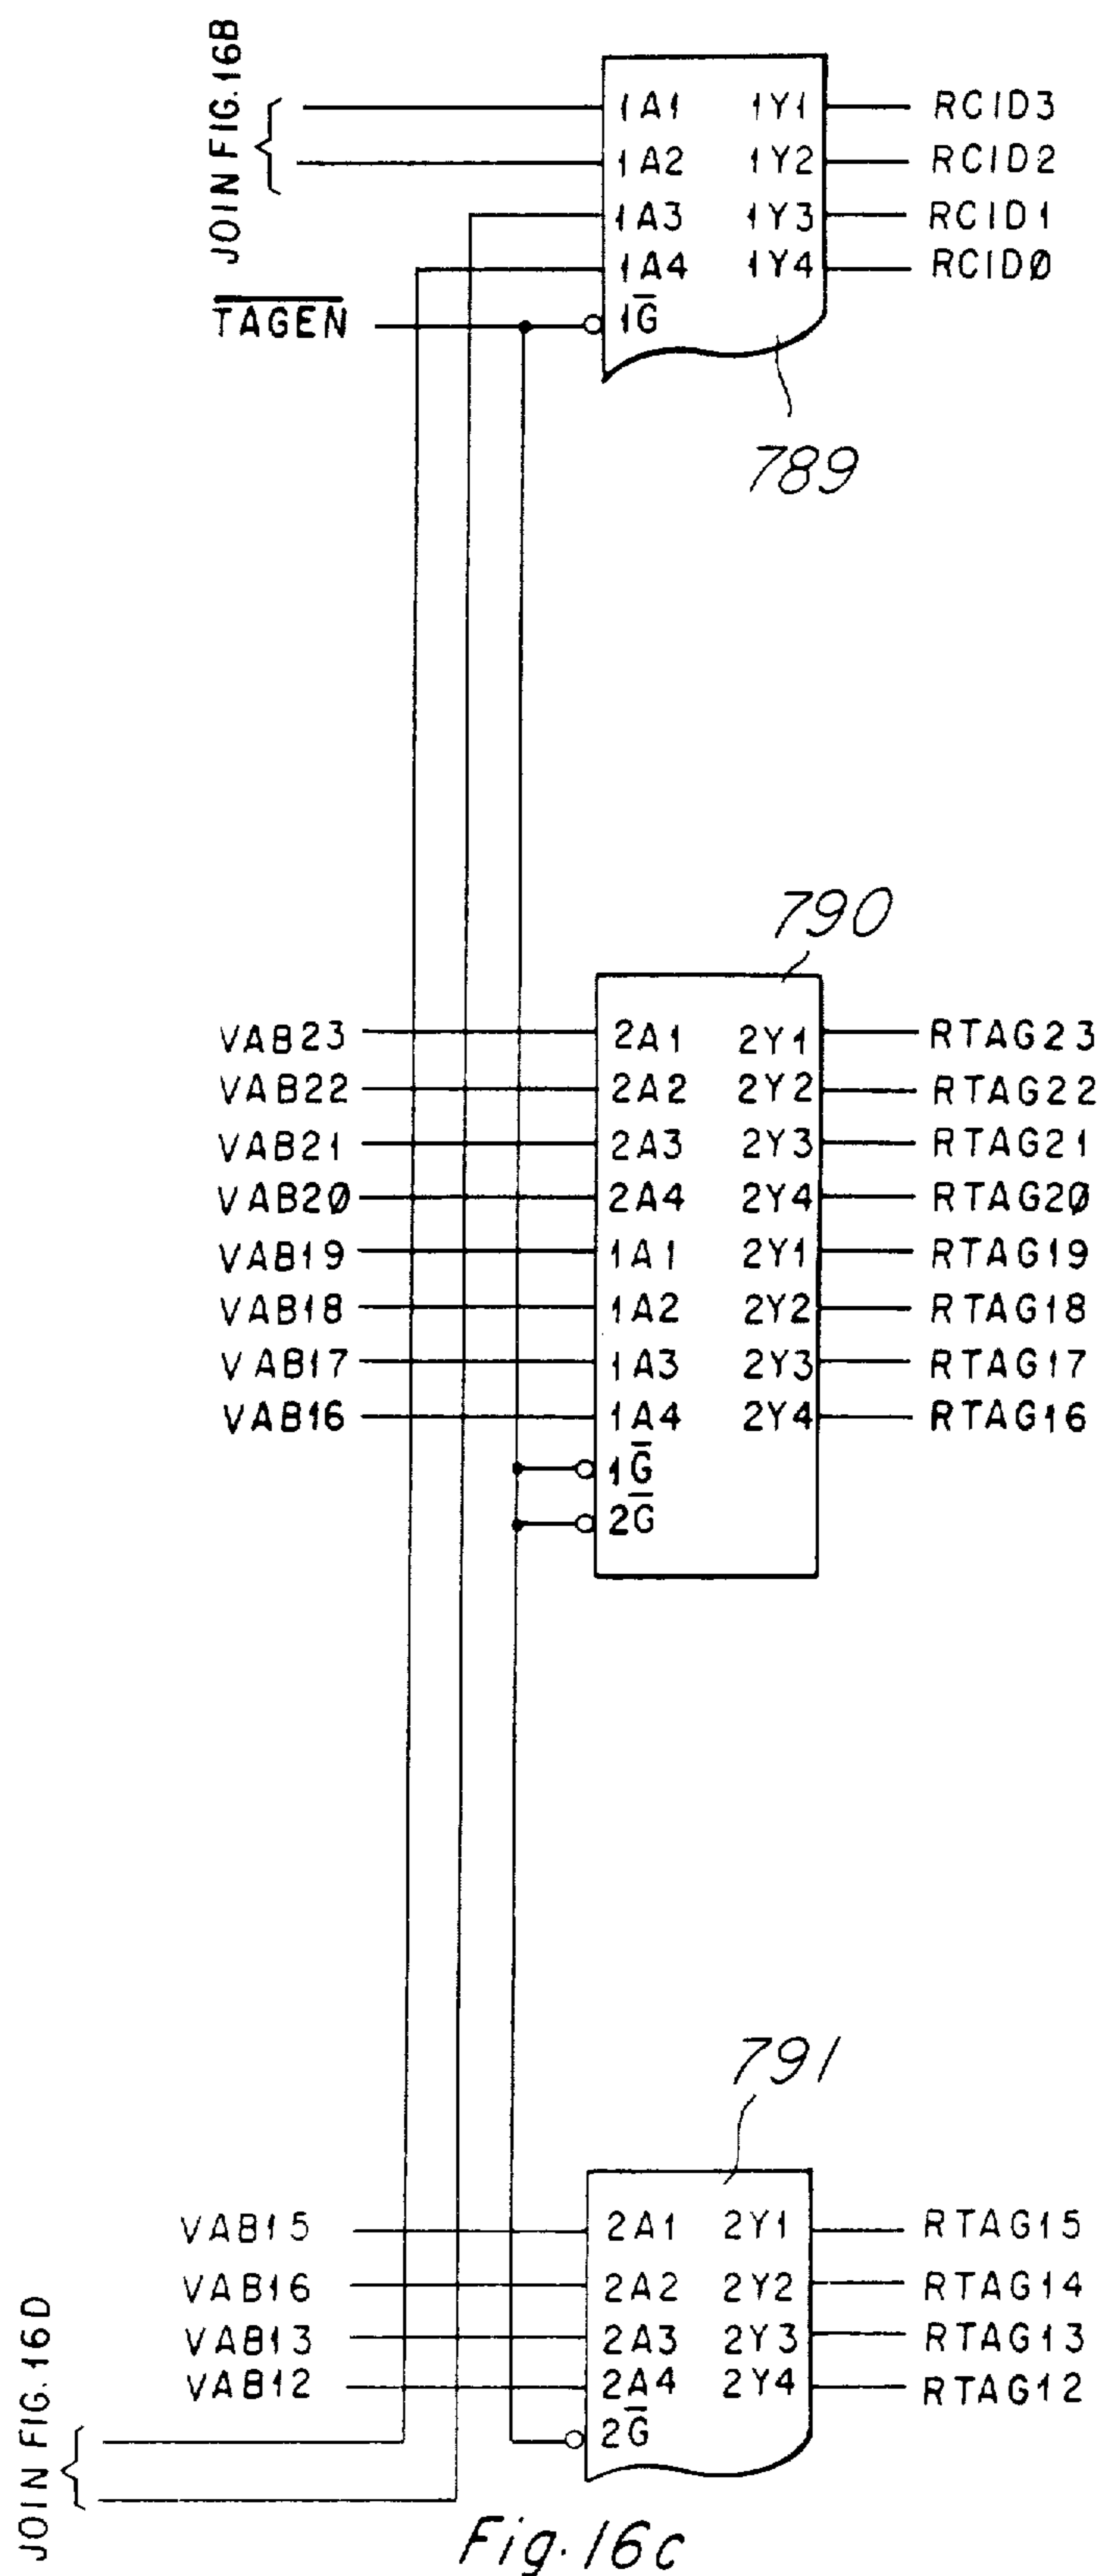 JOIN FIG. 16B
1A1 1Y1 RCID3
1A2 1Y2 RCID2
1A3 1Y3 RCID1
1A4 1Y4 RCIDØ
T̅A̅G̅E̅N̅ 1G̅
789
790
VAB23 2A1 2Y1 RTAG23
VAB22 2A2 2Y2 RTAG22
VAB21 2A3 2Y3 RTAG21
VAB2Ø 2A4 2Y4 RTAG2Ø
VAB19 1A1 2Y1 RTAG19
VAB18 1A2 2Y2 RTAG18
VAB17 1A3 2Y3 RTAG17
VAB16 1A4 2Y4 RTAG16
1G̅
2G̅
791
VAB15 2A1 2Y1 RTAG15
VAB16 2A2 2Y2 RTAG14
VAB13 2A3 2Y3 RTAG13
VAB12 2A4 2Y4 RTAG12
2G̅
JOIN FIG. 16D
Fig. 16c